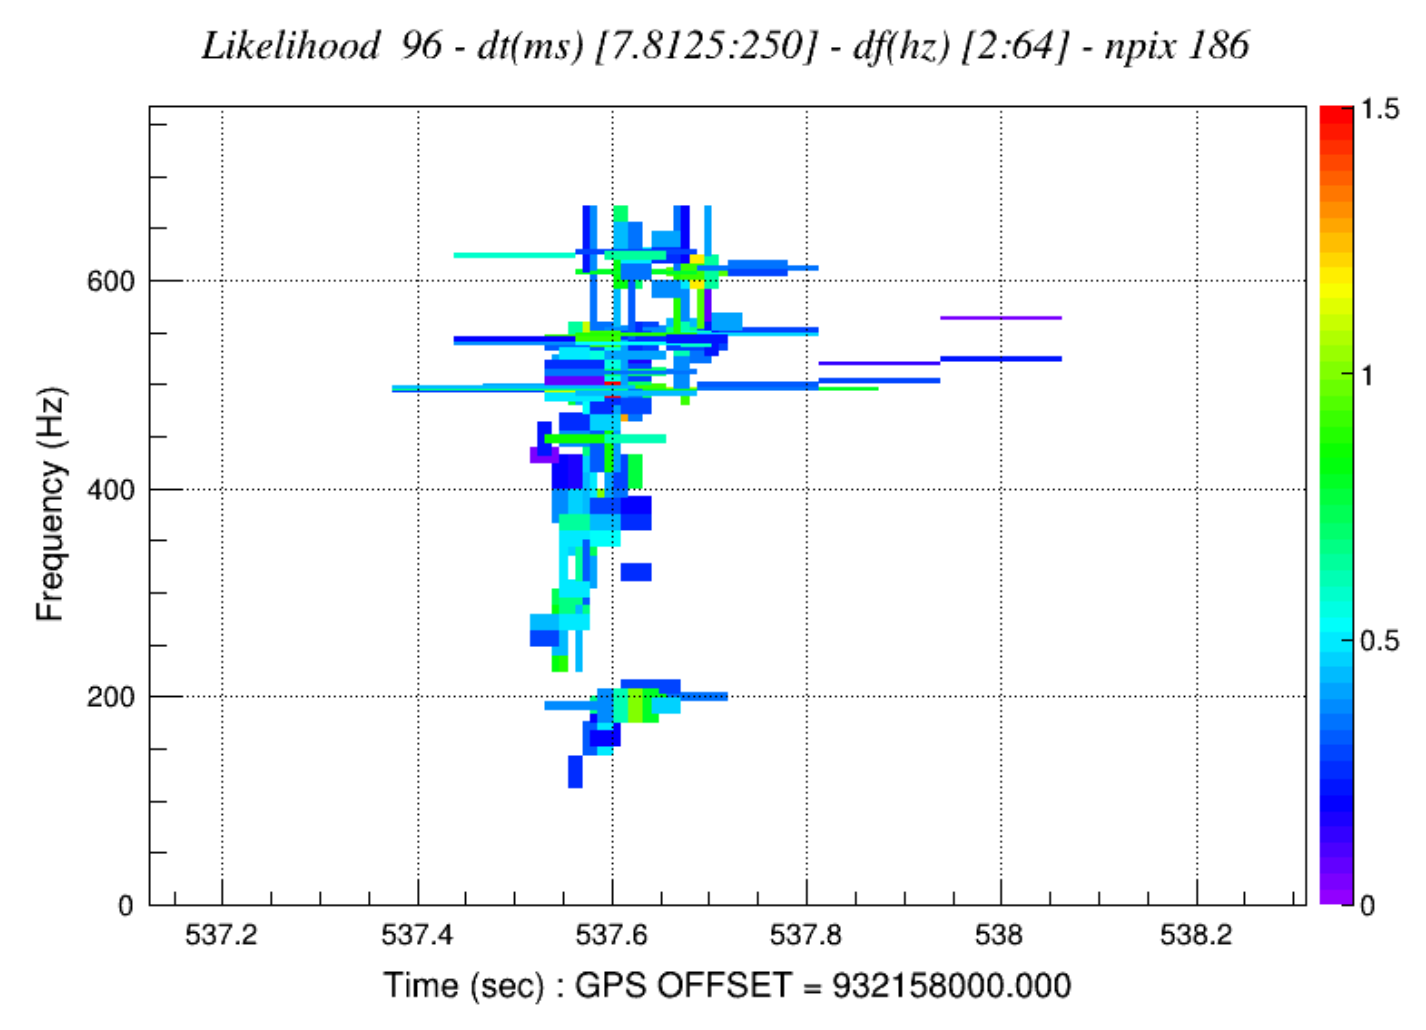 Likelihood 96 - dt(ms) [7.8125:250] - df(hz) [2:64] - npix 186
1.5
600
1
Frequency (Hz)
400
0.5
200
0
0
537.2 537.4 537.6 537.8 538 538.2
Time (sec) : GPS OFFSET = 932158000.000